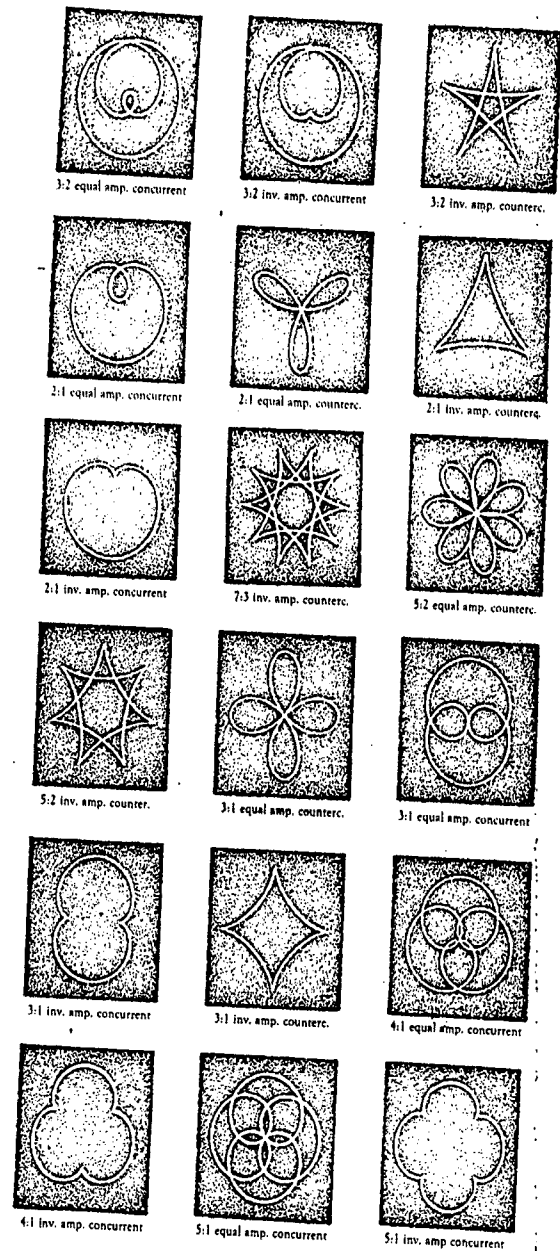 3:2 equal amp. concurrent
3:2 inv. amp. concurrent
3:2 inv. amp. counterc.
2:1 equal amp. concurrent
2:1 equal amp. counterc.
2:1 inv. amp. counterc.
2:1 inv. amp. concurrent
7:3 inv. amp. counterc.
5:2 equal amp. counterc.
5:2 inv. amp. counter.
3:1 equal amp. counterc.
3:1 equal amp. concurrent
3:1 inv. amp. concurrent
3:1 inv. amp. counterc.
4:1 equal amp. concurrent
4:1 inv. amp. concurrent
5:1 equal amp. concurrent
5:1 inv. amp. concurrent